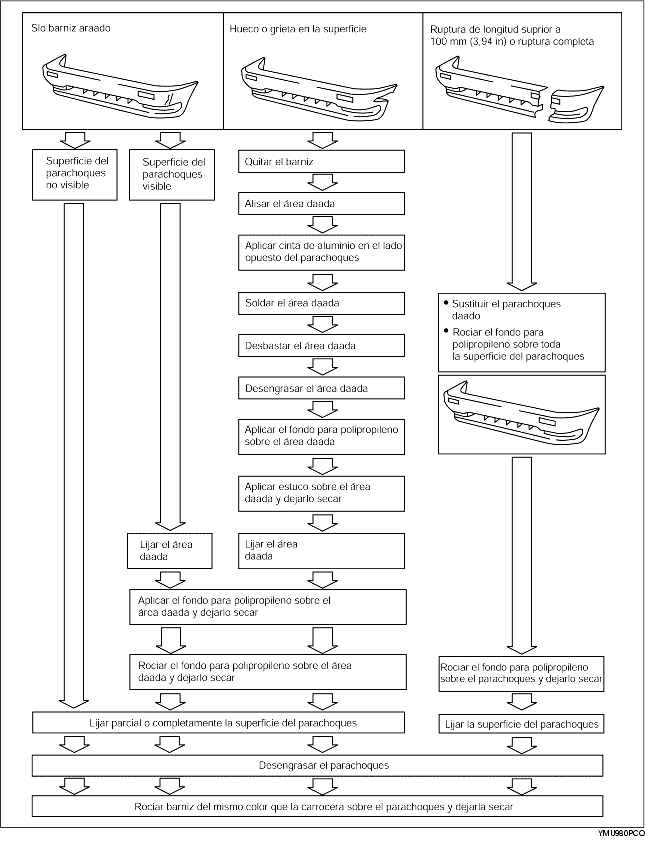 Slo barniz araado
Hueco o grieta en la superficie
Ruptura de longitud suprior a
100 mm (3,94 in) o ruptura completa
Superficie del
parachoques
no visible
Superficie del
parachoques
visible
Quitar el barniz
Alisar el área daada
Aplicar cinta de aluminio en el lado
opuesto del parachoques
Soldar el área daada
Desbastar el área daada
Desengrasar el área daada
Aplicar el fondo para polipropileno
sobre el área daada
Aplicar estuco sobre el área
daada y dejarlo secar
• Sustituir el parachoques
daado
• Rociar el fondo para
polipropileno sobre toda
la superficie del parachoques
Lijar el área
daada
Lijar el área
daada
Aplicar el fondo para polipropileno sobre el
área daada y dejarlo secar
Rociar el fondo para polipropileno sobre el área
daada y dejarlo secar
Rociar el fondo para polipropileno
sobre el parachoques y dejarlo secar
Lijar parcial o completamente la superficie del parachoques
Lijar la superficie del parachoques
Desengrasar el parachoques
Rociar barniz del mismo color que la carrocera sobre el parachoques y dejarla secar
YMU980PCQ